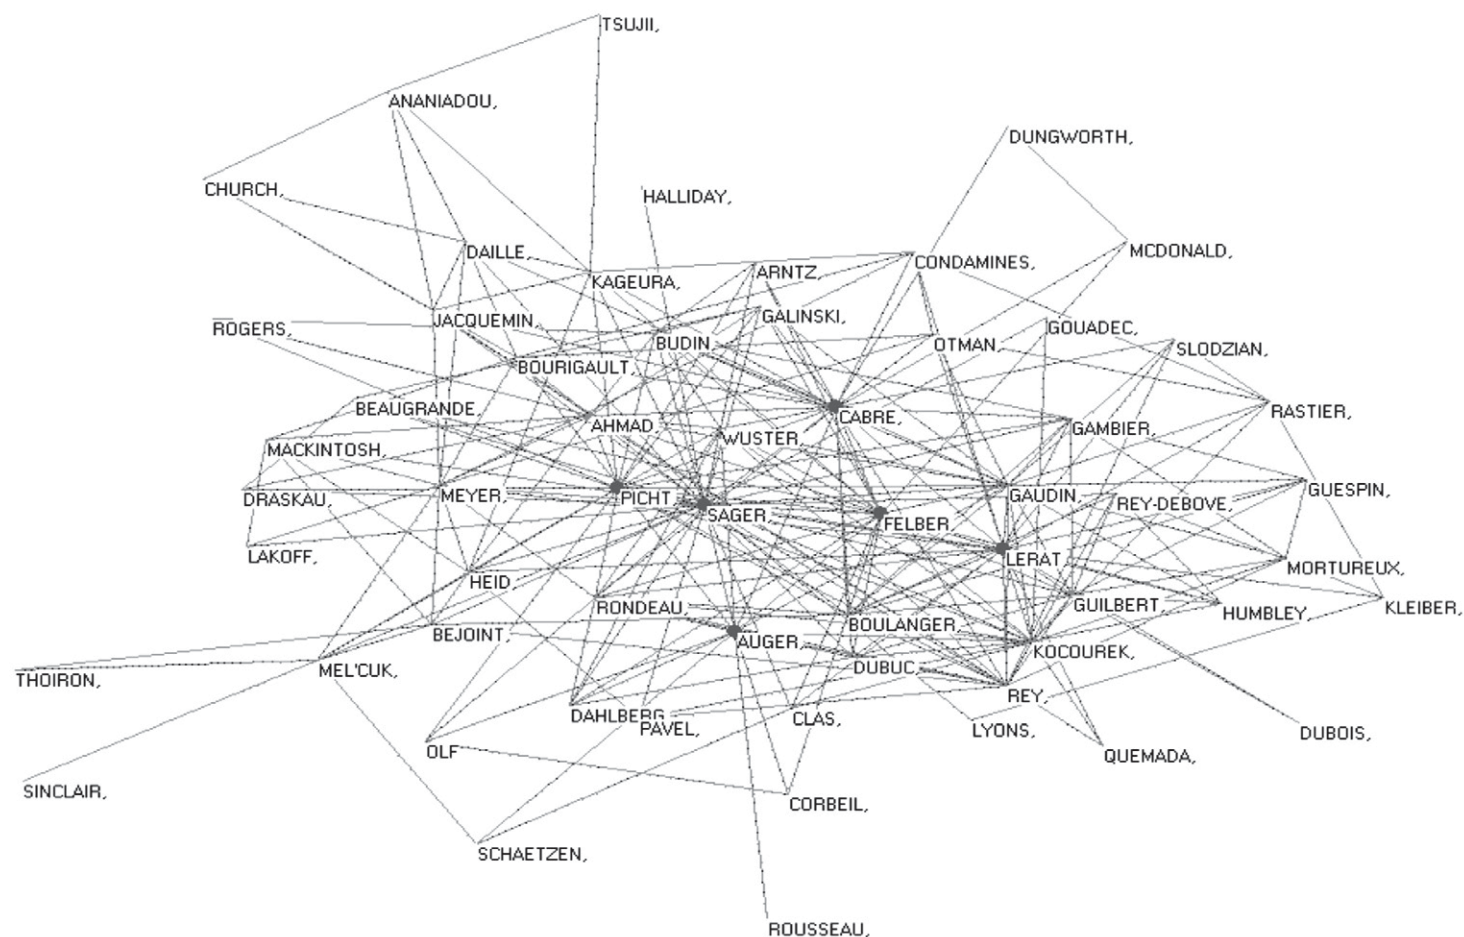 TSUJII,
ANANIADOU,
DUNGWORTH,
CHURCH,
HALLIDAY,
DAILLE,
MCDONALD,
CONDAMINES,
ARNTZ
KAGEURA,
GALINSKI,
JACQUEMIN,
ROGERS,
GOUADEC,
BUDIN
OTMAN
SLODZIAN,
BOURIGAULT,
BEAUGRANDE,
RASTIER,
CABRE,
AHMAD
GAMBIER,
WUSTER,
MACKINTOSH,
GUESPIN,
MEYER,
GAUDIN,
PICHT
DRASKAU,
REY-DEBOVE,
SAGER,
FELBER
LAKOFF,
LERAT
MORTUREUX,
HEID
GUILBERT,
RONDEAU,
KLEIBER,
HUMBLEY,
BOULANGER,
BEJOINT,
AUGER,
KOCOUREK,
DUBUC
MEL'CUK,
THOIRON,
REY,
DAHLBERG
CLAS,
PAVEL,
LYONS,
DUBOIS,
OLF
QUEMADA,
SINCLAIR,
CORBEIL,
SCHAETZEN,
ROUSSEAU,